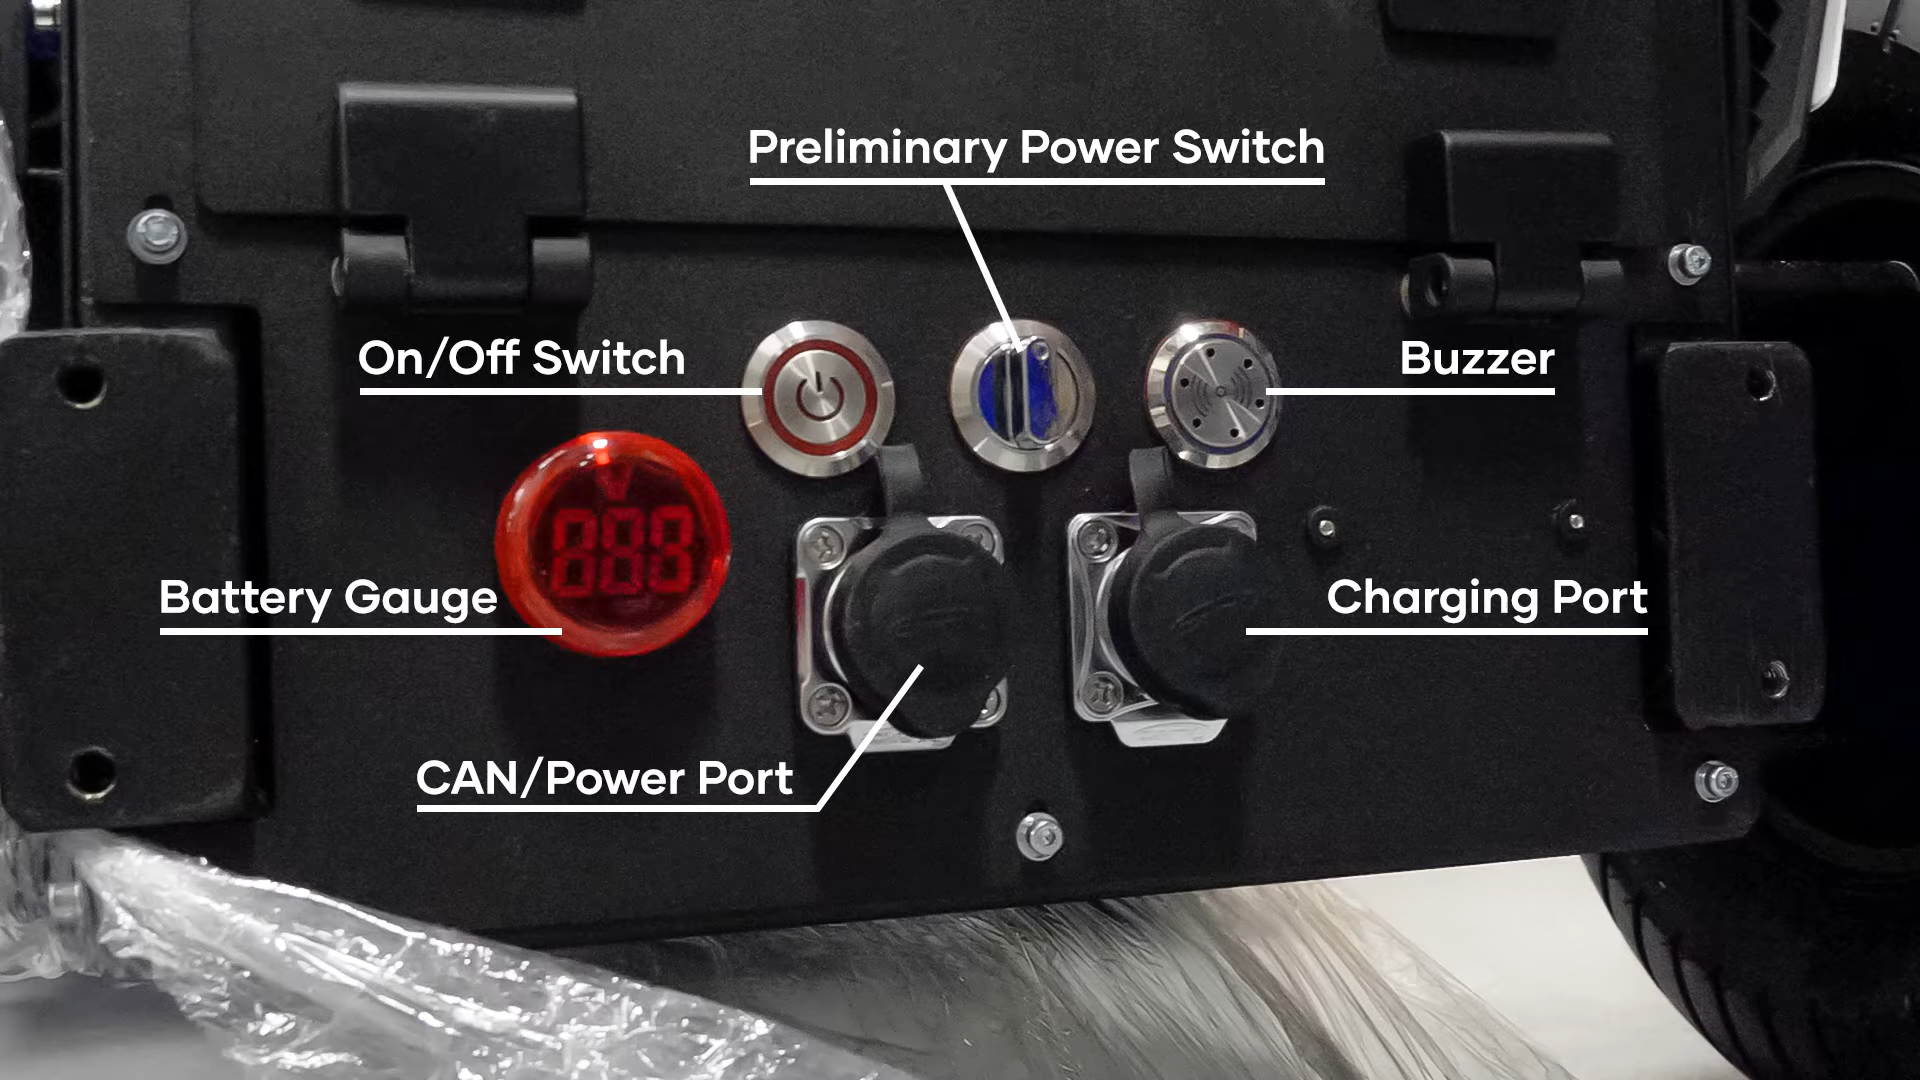 Preliminary Power Switch
On/Off Switch
Buzzer
V
Battery Gauge
Charging Port
CAN/Power Port